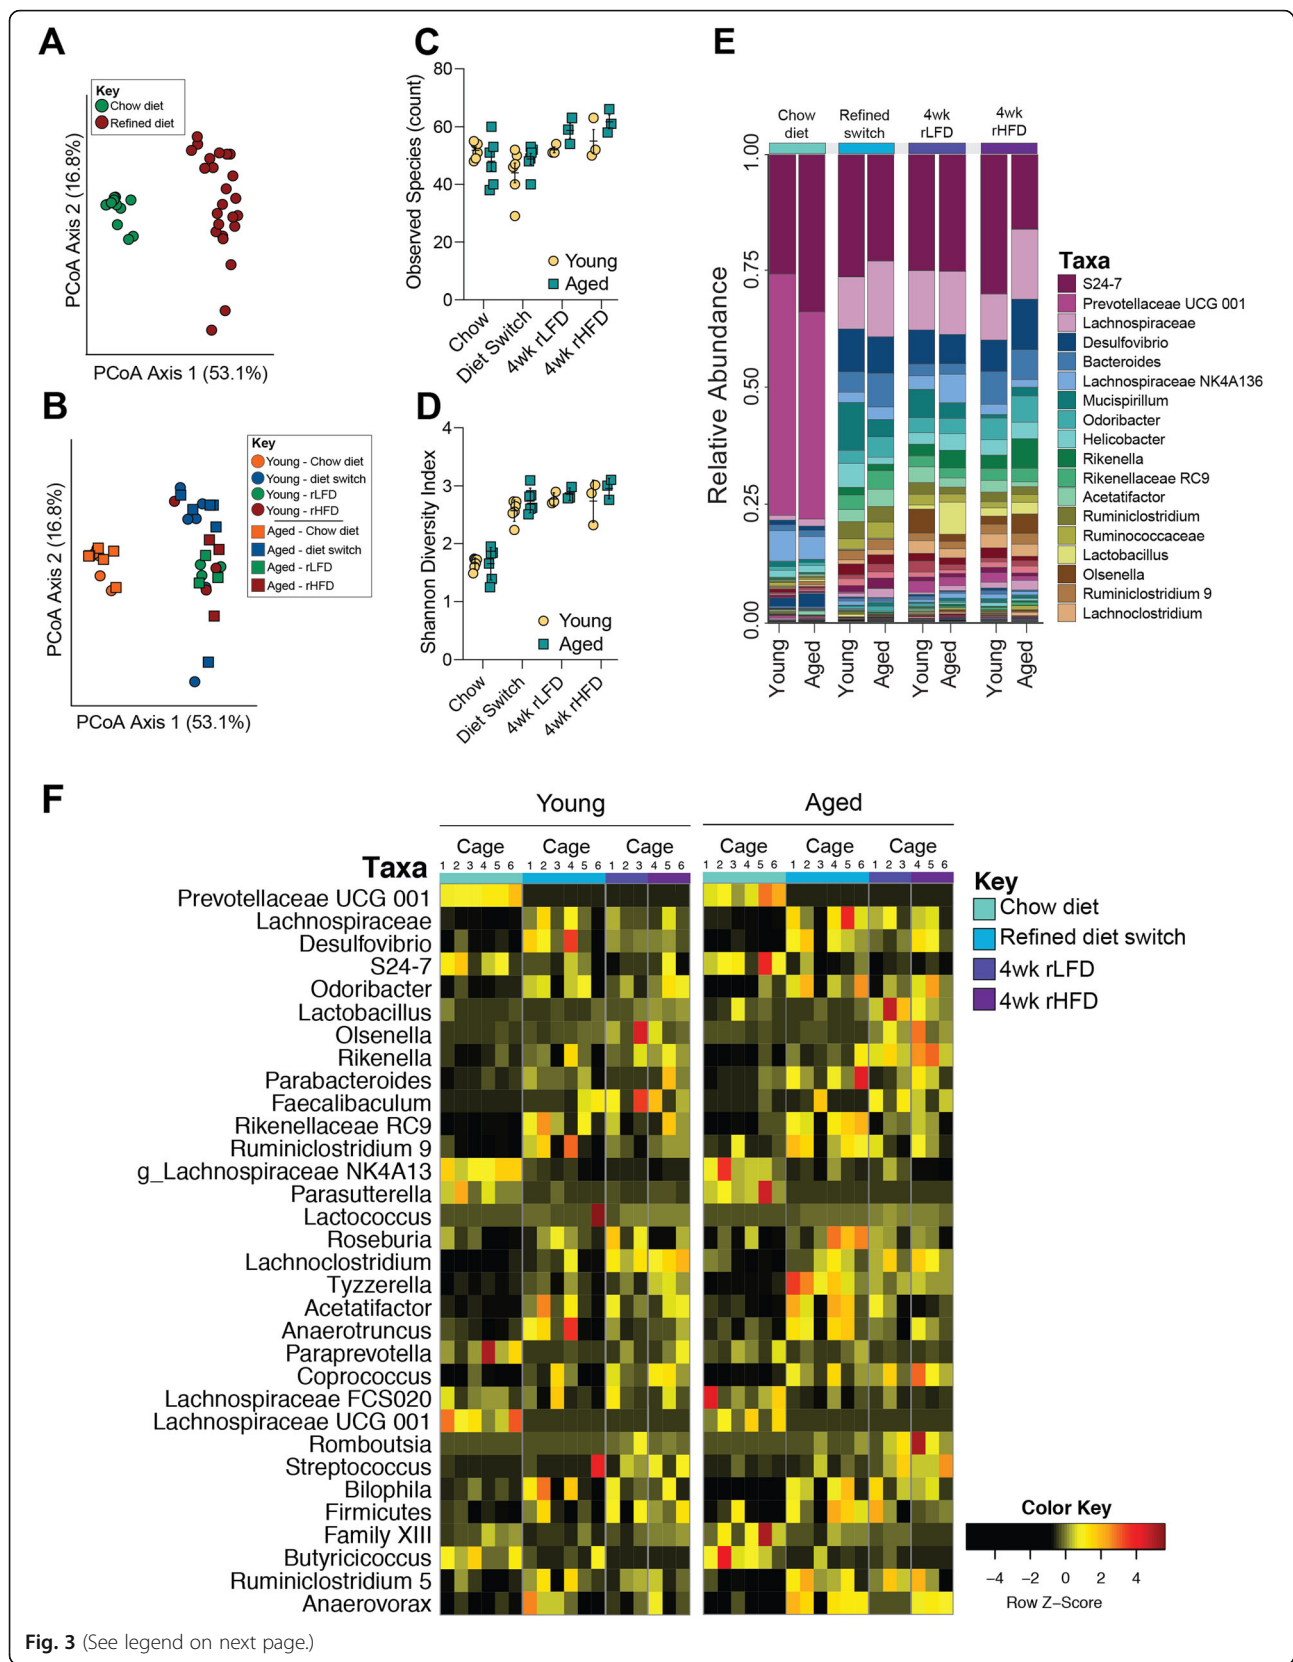 A
Key
Chow diet
Refined diet
PCoA Axis 2 (16.8%)
PCoA Axis 1 (53.1%)
B
Key
Young - Chow diet
Young - diet switch
Young - rLFD
Young - rHFD
Aged - Chow diet
Aged - diet switch
Aged - rLFD
Aged - rHFD
PCoA Axis 2 (16.8%)
PCoA Axis 1 (53.1%)
C
Observed Species (count)
80
60
40
20
0
Young
Aged
Chow
Diet Switch
4wk rLFD
4wk rHFD
D
Shannon Diversity Index
4
3
2
1
0
Young
Aged
Chow
Diet Switch
4wk rLFD
4wk rHFD
E
Chow diet
Refined switch
4wk rLFD
4wk rHFD
Relative Abundance
1.00
0.75
0.50
0.25
0.00
Young
Aged
Young
Aged
Young
Aged
Young
Aged
Taxa
S24-7
Prevotellaceae UCG 001
Lachnospiraceae
Desulfovibrio
Bacteroides
Lachnospiraceae NK4A136
Mucispirillum
Odoribacter
Helicobacter
Rikenella
Rikenellaceae RC9
Acetatifactor
Ruminiclostridium
Ruminococcaceae
Lactobacillus
Olsenella
Ruminiclostridium 9
Lachnoclostridium
F
Young
Aged
Cage
Cage
Cage
Cage
Cage
Cage
1 2 3 4 5 6
1 2 3 4 5 6
1 2 3 4 5 6
1 2 3 4 5 6
1 2 3 4 5 6
1 2 3 4 5 6
Taxa
Prevotellaceae UCG 001
Lachnospiraceae
Desulfovibrio
S24-7
Odoribacter
Lactobacillus
Olsenella
Rikenella
Parabacteroides
Faecalibaculum
Rikenellaceae RC9
Ruminiclostridium 9
g_Lachnospiraceae NK4A13
Parasutterella
Lactococcus
Roseburia
Lachnoclostridium
Tyzzerella
Acetatifactor
Anaerotruncus
Paraprevotella
Coprococcus
Lachnospiraceae FCS020
Lachnospiraceae UCG 001
Romboutsia
Streptococcus
Bilophila
Firmicutes
Family XIII
Butyricicoccus
Ruminiclostridium 5
Anaerovorax
Key
Chow diet
Refined diet switch
4wk rLFD
4wk rHFD
Color Key
−4 −2 0 2 4
Row Z−Score
Fig. 3 (See legend on next page.)